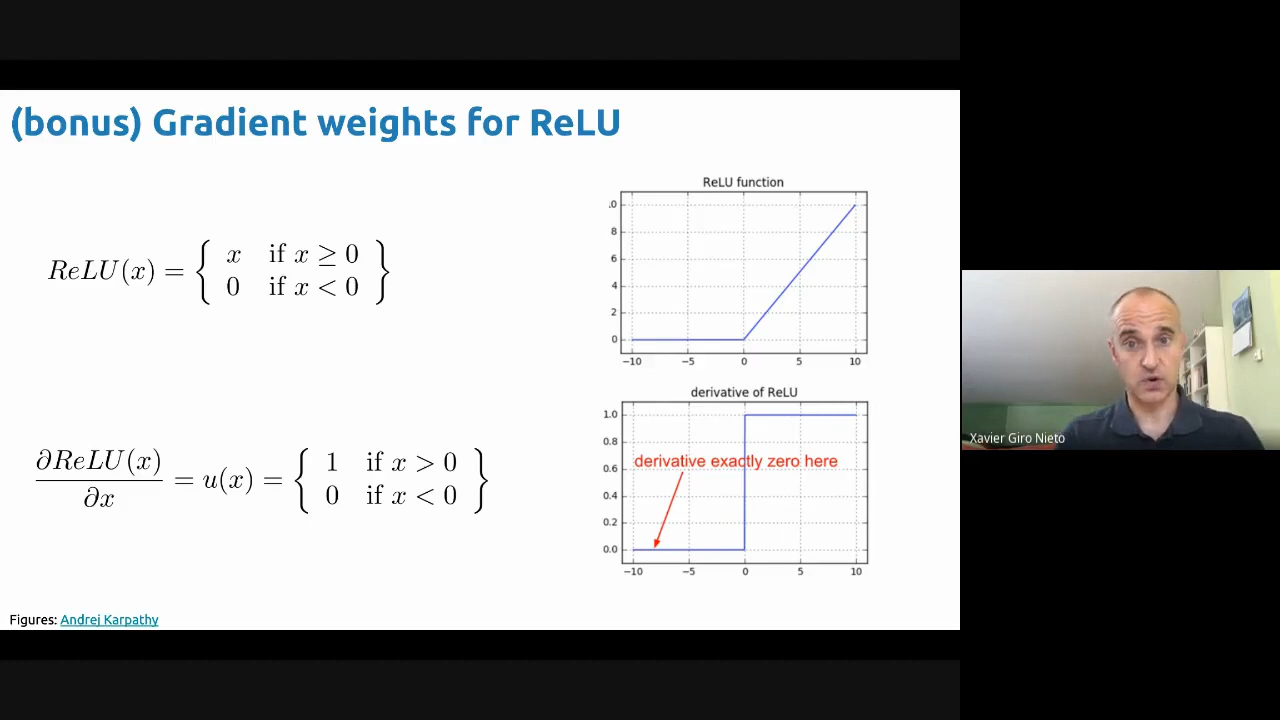 (bonus) Gradient weights for ReLU
ReLU(x) = { x if x ≥ 0
0 if x < 0 }
ReLU function
.0
8
6
4
2
0
−10 −5 0 5 10
∂ReLU(x)/∂x = u(x) = { 1 if x > 0
0 if x < 0 }
derivative of ReLU
1.0
0.8
derivative exactly zero here
0.6
0.4
0.2
0.0
−10 −5 0 5 10
Figures: Andrej Karpathy
Xavier Giro Nieto